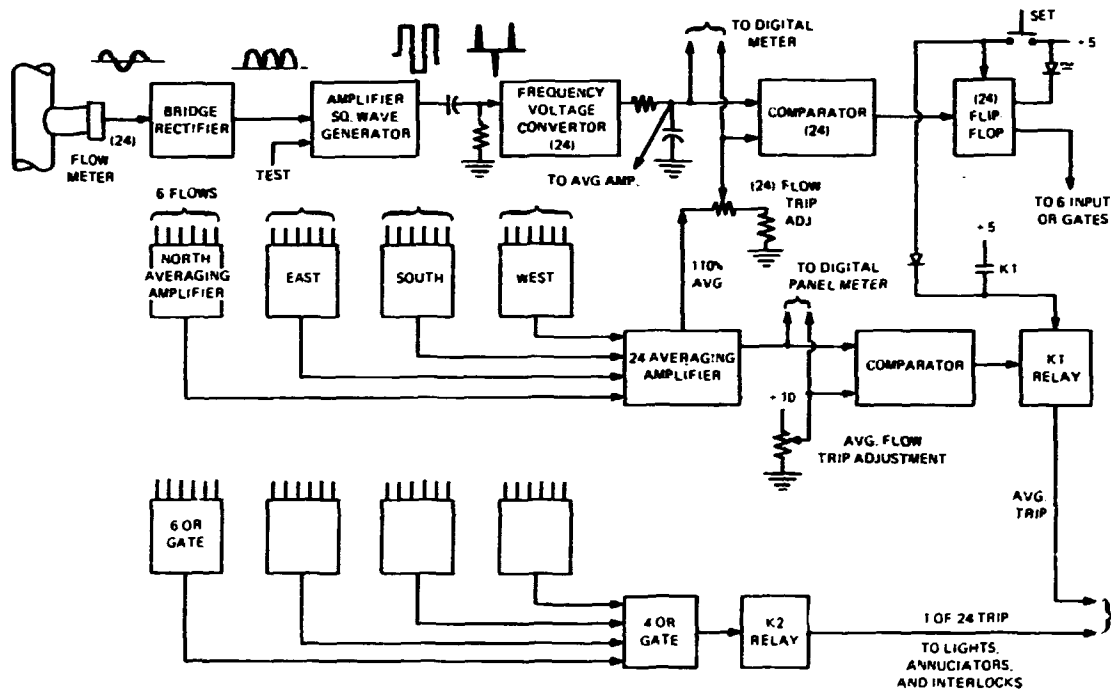 SET
+ 5
TO DIGITAL
METER
BRIDGE
RECTIFIER
AMPLIFIER
SQ. WAVE
GENERATOR
FREQUENCY
VOLTAGE
CONVERTOR
(24)
COMPARATOR
(24)
(24)
FLIP
FLOP
(24)
FLOW
METER
TEST
TO AVG AMP.
(24) FLOW
TRIP
ADJ
TO 6 INPUT
OR GATES
6 FLOWS
NORTH
AVERAGING
AMPLIFIER
EAST
SOUTH
WEST
110%
AVG
TO DIGITAL
PANEL METER
+ 5
K1
24 AVERAGING
AMPLIFIER
COMPARATOR
K1
RELAY
+ 10
AVG. FLOW
TRIP ADJUSTMENT
AVG.
TRIP
6 OR
GATE
4 OR
GATE
K2
RELAY
1 OF 24 TRIP
TO LIGHTS,
ANNUCIATORS,
AND INTERLOCKS